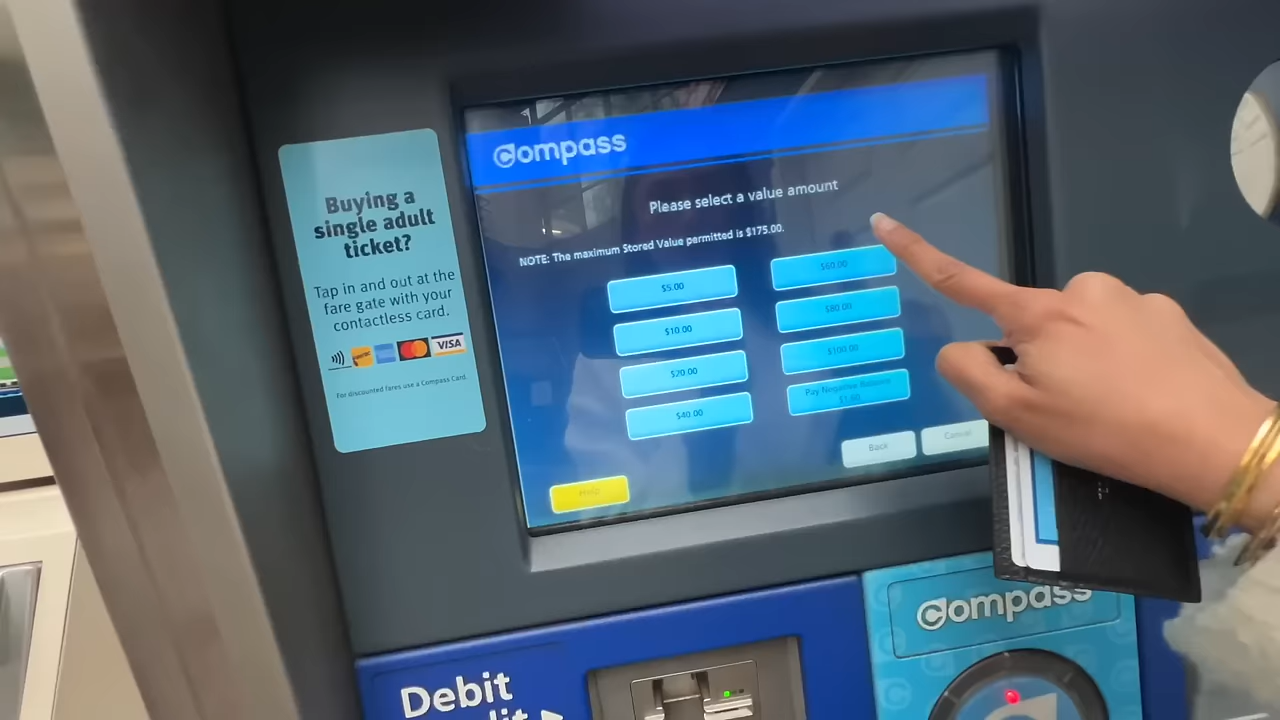 Buying a
single adult
ticket?
Tap in and out at the
fare gate with your
contactless card.
VISA
For discounted fares use a Compass Card.
Compass
Please select a value amount
NOTE: The maximum Stored Value permitted is $175.00.
$5.00
$10.00
$20.00
$40.00
$60.00
$80.00
$100.00
Pay Negative Balance
Back
Cancel
Help
Compass
Debit